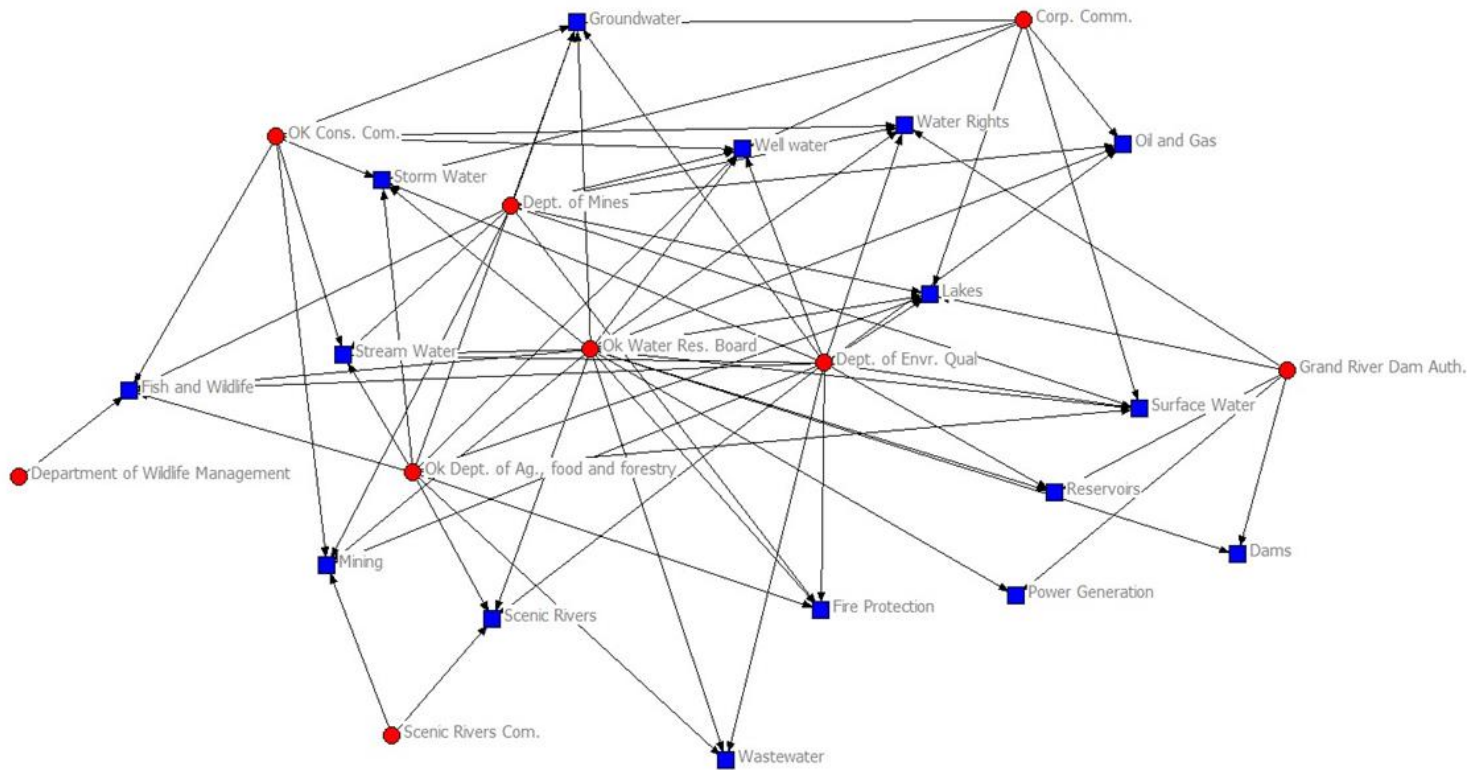 Groundwater
Corp. Comm.
OK Cons. Com.
Water Rights
Well water
Oil and Gas
Storm Water
Dept. of Mines
Lakes
Ok Water Res. Board
Stream Water
Dept. of Envr. Qual
Grand River Dam Auth.
Fish and Wildlife
Surface Water
Department of Wildlife Management
Ok Dept. of Ag., food and forestry
Reservoirs
Dams
Mining
Power Generation
Fire Protection
Scenic Rivers
Scenic Rivers Com.
Wastewater